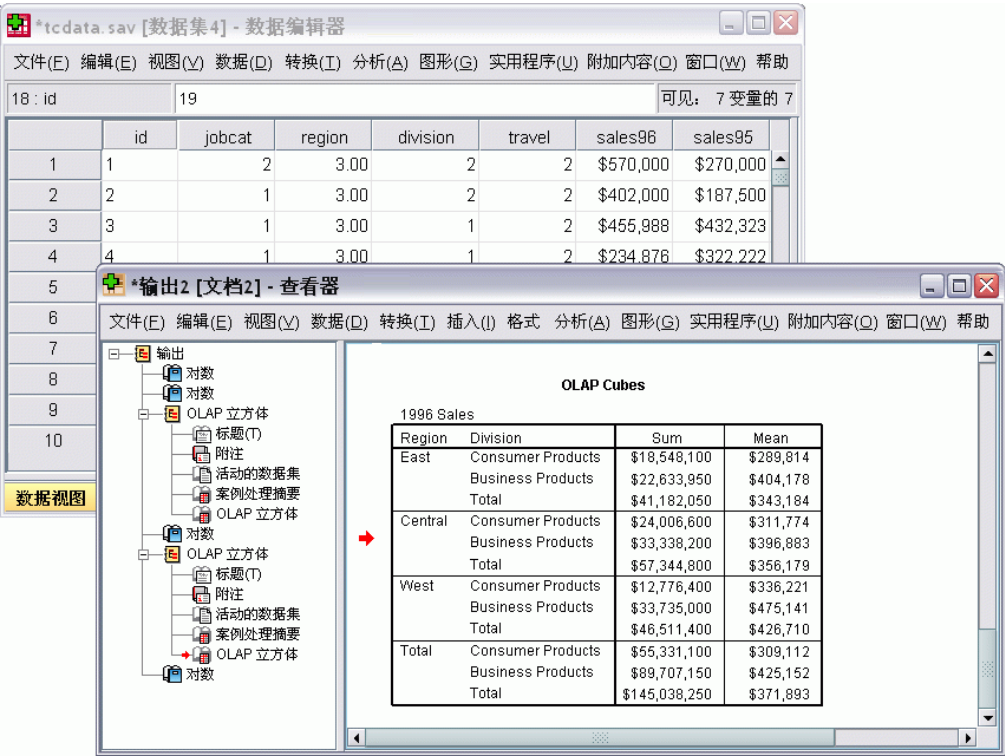 *tcdata.sav [数据集4] - 数据编辑器
文件(F) 编辑(E) 视图(V) 数据(D) 转换(T) 分析(A) 图形(G) 实用程序(U) 附加内容(O) 窗口(W) 帮助
18 : id 19 可见： 7 变量的 7
id jobcat region division travel sales96 sales95
1 1 2 3.00 2 2 $570,000 $270,000
2 2 1 3.00 2 2 $402,000 $187,500
3 3 1 3.00 1 2 $455,988 $432,323
4 4 1 3.00 1 2 $234,876 $322,222
5
6
7
8
9
10
数据视图
*输出2 [文档2] - 查看器
文件(F) 编辑(E) 视图(V) 数据(D) 转换(T) 插入(I) 格式 分析(A) 图形(G) 实用程序(U) 附加内容(O) 窗口(W) 帮助
输出
对数
对数
OLAP 立方体
标题(T)
附注
活动的数据集
案例处理摘要
OLAP 立方体
对数
OLAP 立方体
标题(T)
附注
活动的数据集
案例处理摘要
OLAP 立方体
对数
OLAP Cubes
1996 Sales
Region Division Sum Mean
East Consumer Products $18,548,100 $289,814
Business Products $22,633,950 $404,178
Total $41,182,050 $343,184
Central Consumer Products $24,006,600 $311,774
Business Products $33,338,200 $396,883
Total $57,344,800 $356,179
West Consumer Products $12,776,400 $336,221
Business Products $33,735,000 $475,141
Total $46,511,400 $426,710
Total Consumer Products $55,331,100 $309,112
Business Products $89,707,150 $425,152
Total $145,038,250 $371,893